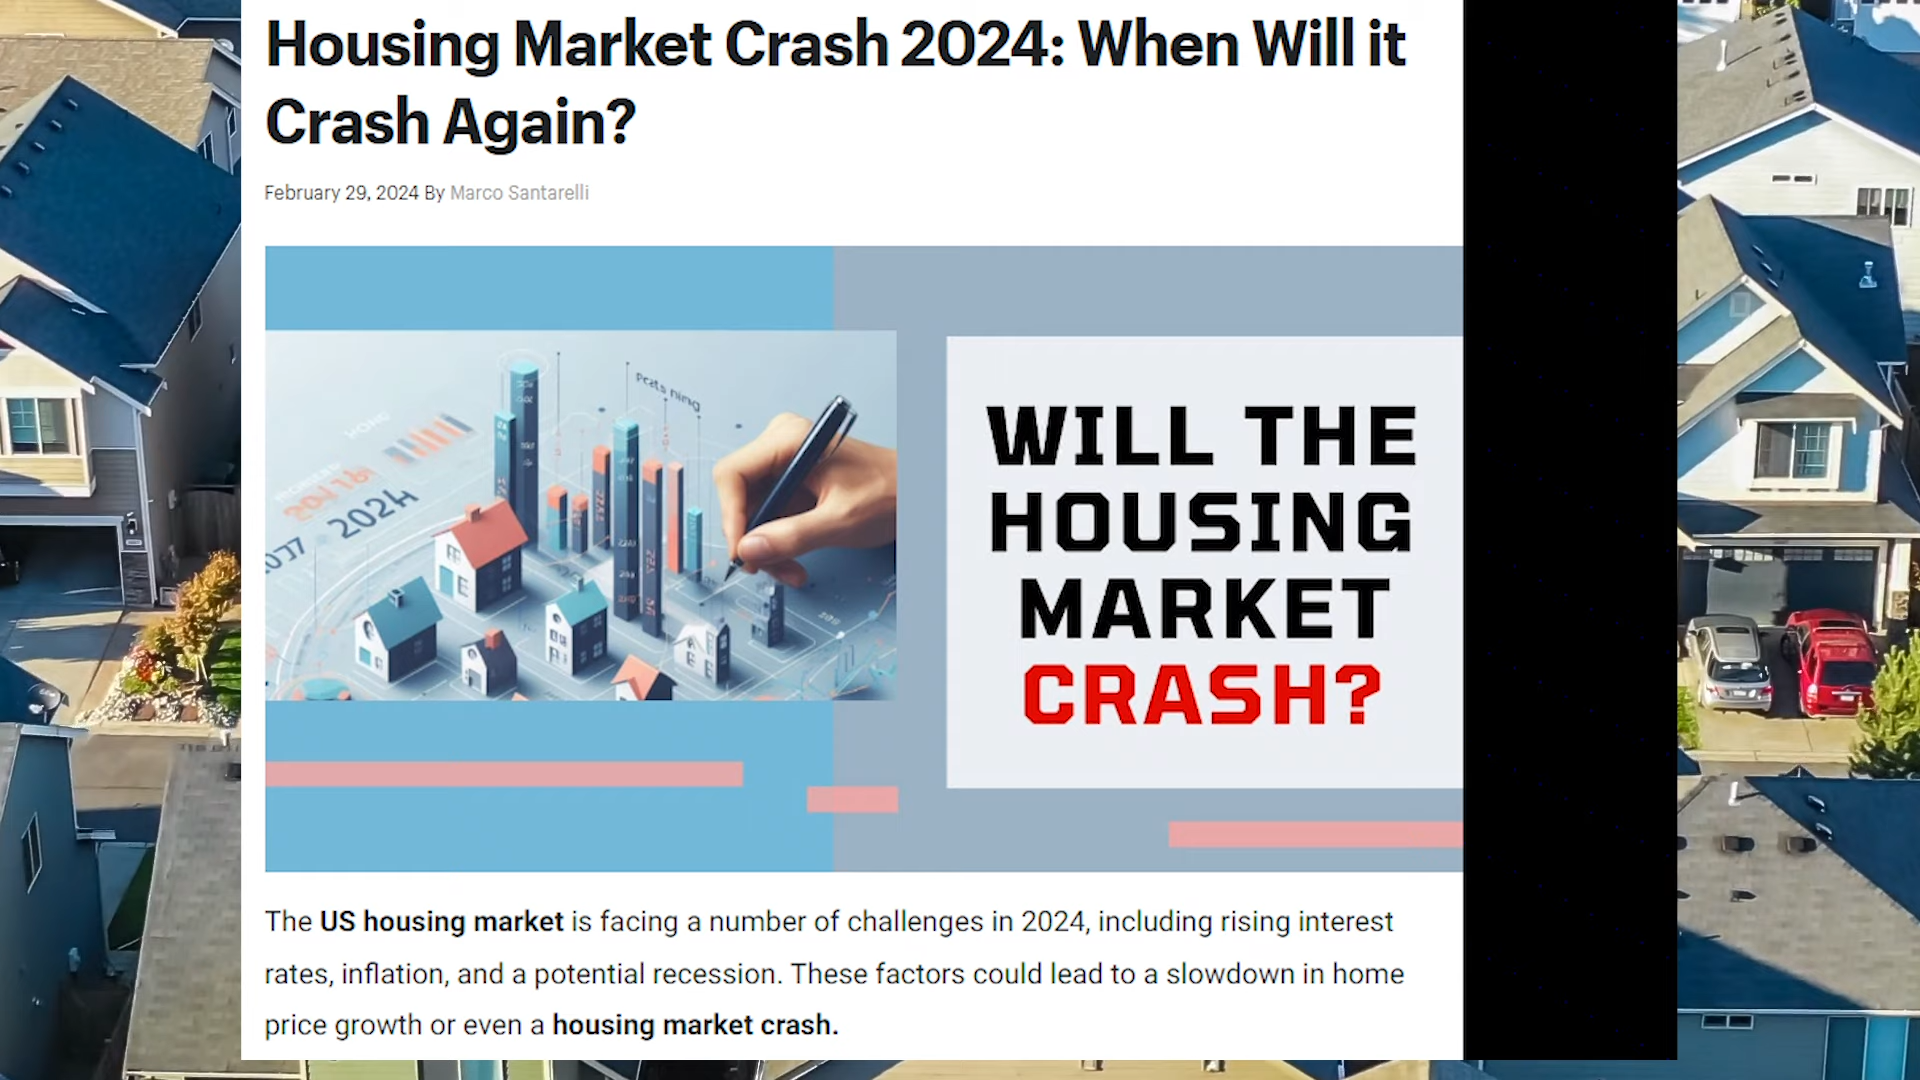 Housing Market Crash 2024: When Will it
Crash Again?
February 29, 2024 By Marco Santarelli
WILL THE
HOUSING
MARKET
CRASH?
The US housing market is facing a number of challenges in 2024, including rising interest
rates, inflation, and a potential recession. These factors could lead to a slowdown in home
price growth or even a housing market crash.